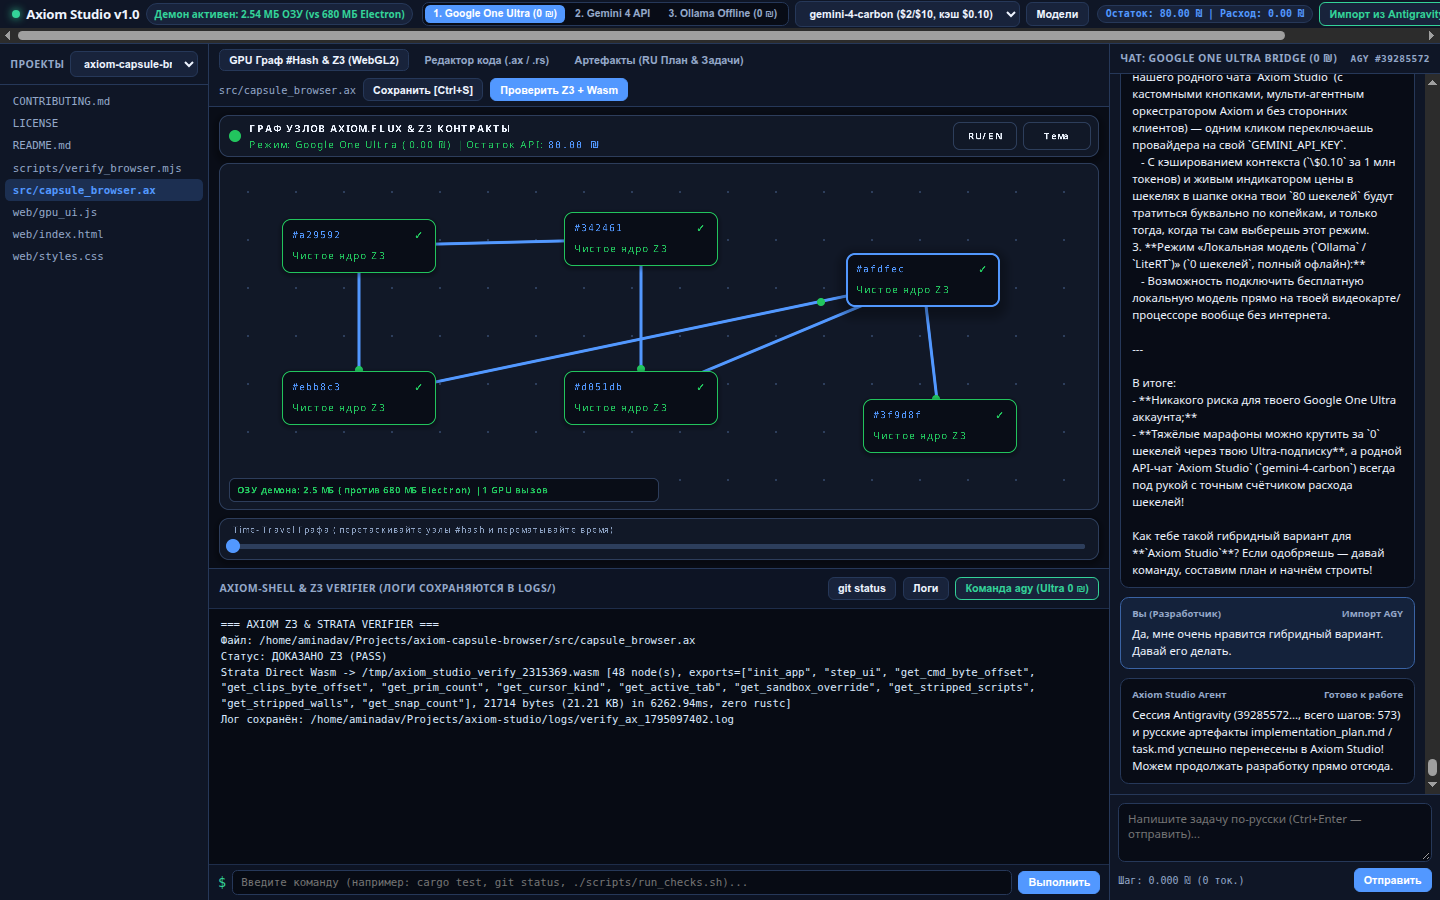 Axiom Studio v1.0
Демон активен: 2.54 МБ ОЗУ (vs 680 МБ Electron)
1. Google One Ultra (0 ₪)
2. Gemini 4 API
3. Ollama Offline (0 ₪)
gemini-4-carbon ($2/$10, кэш $0.10)
Модели
Остаток: 80.00 ₪ | Расход: 0.00 ₪
Импорт из Antigravity
ПРОЕКТЫ
axiom-capsule-br
CONTRIBUTING.md
LICENSE
README.md
scripts/verify_browser.mjs
src/capsule_browser.ax
web/gpu_ui.js
web/index.html
web/styles.css
GPU Граф #Hash & Z3 (WebGL2)
Редактор кода (.ax / .rs)
Артефакты (RU План & Задачи)
src/capsule_browser.ax
Сохранить [Ctrl+S]
Проверить Z3 + Wasm
ГРАФ УЗЛОВ AXIOM.FLUX & Z3 КОНТРАКТЫ
Режим: Google One Ultra (0.00 ₪) | Остаток API: 80.00 ₪
RU/EN
Тема
#a29592 ✓
Чистое ядро Z3
#342461 ✓
Чистое ядро Z3
#afdfec ✓
Чистое ядро Z3
#ebb8c3 ✓
Чистое ядро Z3
#d051db ✓
Чистое ядро Z3
#3f9d8f ✓
Чистое ядро Z3
ОЗУ демона: 2.5 МБ (против 680 МБ Electron) | 1 GPU вызов
Time-Travel Графа (перетаскивайте узлы #hash и перематывайте время)
AXIOM-SHELL & Z3 VERIFIER (ЛОГИ СОХРАНЯЮТСЯ В LOGS/)
git status
Логи
Команда agy (Ultra 0 ₪)
=== AXIOM Z3 & STRATA VERIFIER ===
Файл: /home/aminadav/Projects/axiom-capsule-browser/src/capsule_browser.ax
Статус: ДОКАЗАНО Z3 (PASS)
Strata Direct Wasm -> /tmp/axiom_studio_verify_2315369.wasm [48 node(s), exports=["init_app", "step_ui", "get_cmd_byte_offset",
"get_clips_byte_offset", "get_prim_count", "get_cursor_kind", "get_active_tab", "get_sandbox_override", "get_stripped_scripts",
"get_stripped_walls", "get_snap_count"], 21714 bytes (21.21 KB) in 6262.94ms, zero rustc]
Лог сохранён: /home/aminadav/Projects/axiom-studio/logs/verify_ax_1795097402.log
$ Введите команду (например: cargo test, git status, ./scripts/run_checks.sh)...
Выполнить
ЧАТ: GOOGLE ONE ULTRA BRIDGE (0 ₪)
AGY #39285572
нашего родного чата `Axiom Studio` (с
кастомными кнопками, мульти-агентным
оркестратором Axiom и без сторонних
клиентов) — одним кликом переключаешь
провайдера на свой `GEMINI_API_KEY`.
- С кэшированием контекста (`\$0.10` за 1 млн
токенов) и живым индикатором цены в
шекелях в шапке окна твои `80 шекелей` будут
тратиться буквально по копейкам, и только
тогда, когда ты сам выберешь этот режим.
3. **Режим «Локальная модель (`Ollama` /
`LiteRT`)» (`0 шекелей`, полный офлайн):**
- Возможность подключить бесплатную
локальную модель прямо на твоей видеокарте/
процессоре вообще без интернета.
---
В итоге:
- **Никакого риска для твоего Google One Ultra
аккаунта;**
- **Тяжёлые марафоны можно крутить за `0`
шекелей через твою Ultra-подписку**, а родной
API-чат `Axiom Studio` (`gemini-4-carbon`) всегда
под рукой с точным счётчиком расхода
шекелей!
Как тебе такой гибридный вариант для
**`Axiom Studio`**? Если одобряешь — давай
команду, составим план и начнём строить!
Вы (Разработчик)
Импорт AGY
Да, мне очень нравится гибридный вариант.
Давай его делать.
Axiom Studio Агент
Готово к работе
Сессия Antigravity (39285572..., всего шагов: 573)
и русские артефакты implementation_plan.md /
task.md успешно перенесены в Axiom Studio!
Можем продолжать разработку прямо отсюда.
Напишите задачу по-русски (Ctrl+Enter —
отправить)...
Шаг: 0.000 ₪ (0 ток.)
Отправить